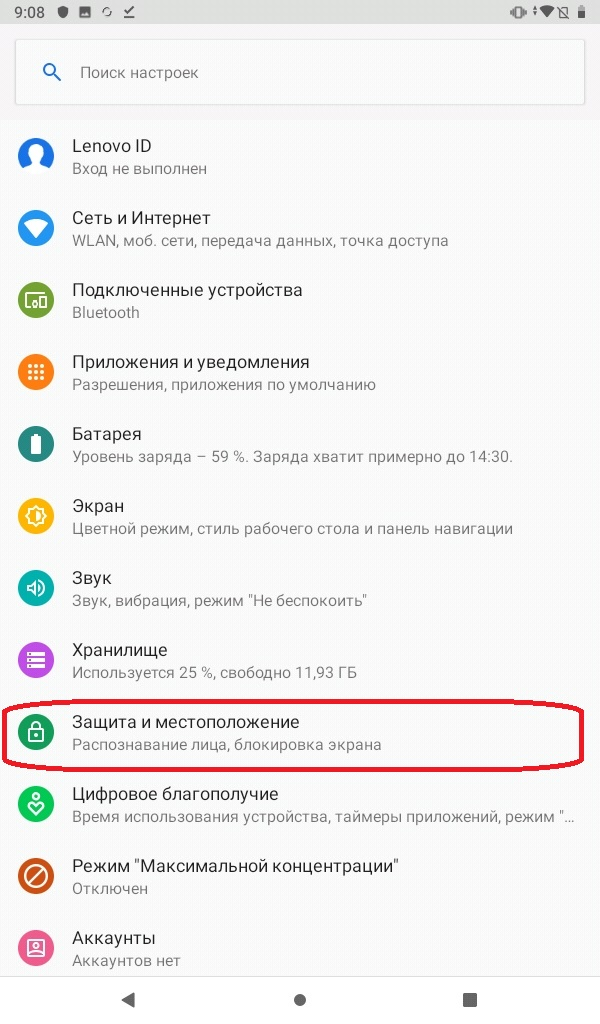 9:08
Поиск настроек
Lenovo ID
Вход не выполнен
Сеть и Интернет
WLAN, моб. сети, передача данных, точка доступа
Подключенные устройства
Bluetooth
Приложения и уведомления
Разрешения, приложения по умолчанию
Батарея
Уровень заряда – 59 %. Заряда хватит примерно до 14:30.
Экран
Цветной режим, стиль рабочего стола и панель навигации
Звук
Звук, вибрация, режим "Не беспокоить"
Хранилище
Используется 25 %, свободно 11,93 ГБ
Защита и местоположение
Распознавание лица, блокировка экрана
Цифровое благополучие
Время использования устройства, таймеры приложений, режим "...
Режим "Максимальной концентрации"
Отключен
Аккаунты
Аккаунтов нет